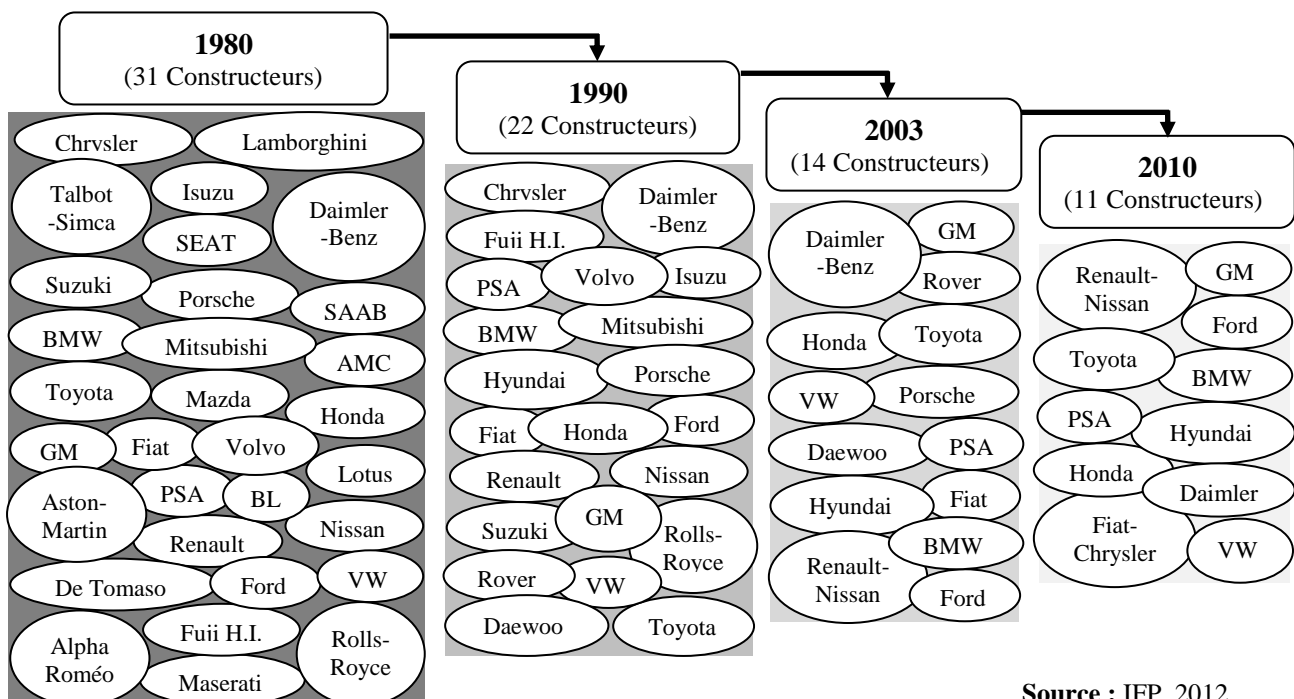 1980
(31 Constructeurs)
1990
(22 Constructeurs)
2003
(14 Constructeurs)
2010
(11 Constructeurs)
Chrysler
Lamborghini
Talbot
-Simca
Isuzu
SEAT
Daimler
-Benz
Suzuki
Porsche
SAAB
BMW
Mitsubishi
AMC
Toyota
Mazda
Honda
GM
Fiat
Volvo
Lotus
Aston-
Martin
PSA
BL
Nissan
Renault
De Tomaso
Ford
VW
Alpha
Roméo
Fuji H.I.
Maserati
Rolls-
Royce
Chrysler
Daimler
-Benz
Fuji H.I.
PSA
Volvo
Isuzu
BMW
Mitsubishi
Hyundai
Porsche
Fiat
Honda
Ford
Renault
Nissan
Suzuki
GM
Rolls-
Royce
Rover
VW
Daewoo
Toyota
Daimler
-Benz
GM
Rover
Honda
Toyota
VW
Porsche
Daewoo
PSA
Hyundai
Fiat
BMW
Renault-
Nissan
Ford
Renault-
Nissan
GM
Ford
Toyota
BMW
PSA
Hyundai
Honda
Daimler
Fiat-
Chrysler
VW
Source : IFP, 2012